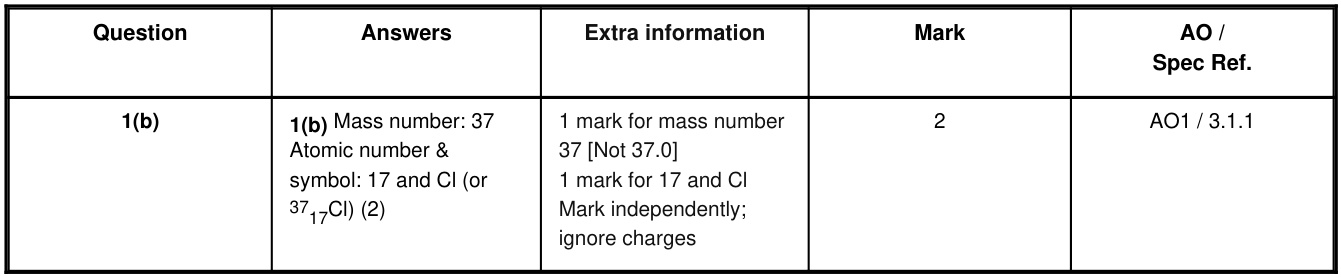 Question Answers Extra information Mark AO /
Spec Ref.
1(b) 1(b) Mass number: 37 1 mark for mass number 2 AO1 / 3.1.1
Atomic number & 37 [Not 37.0]
symbol: 17 and Cl (or 1 mark for 17 and Cl
³⁷₁₇Cl) (2) Mark independently;
ignore charges